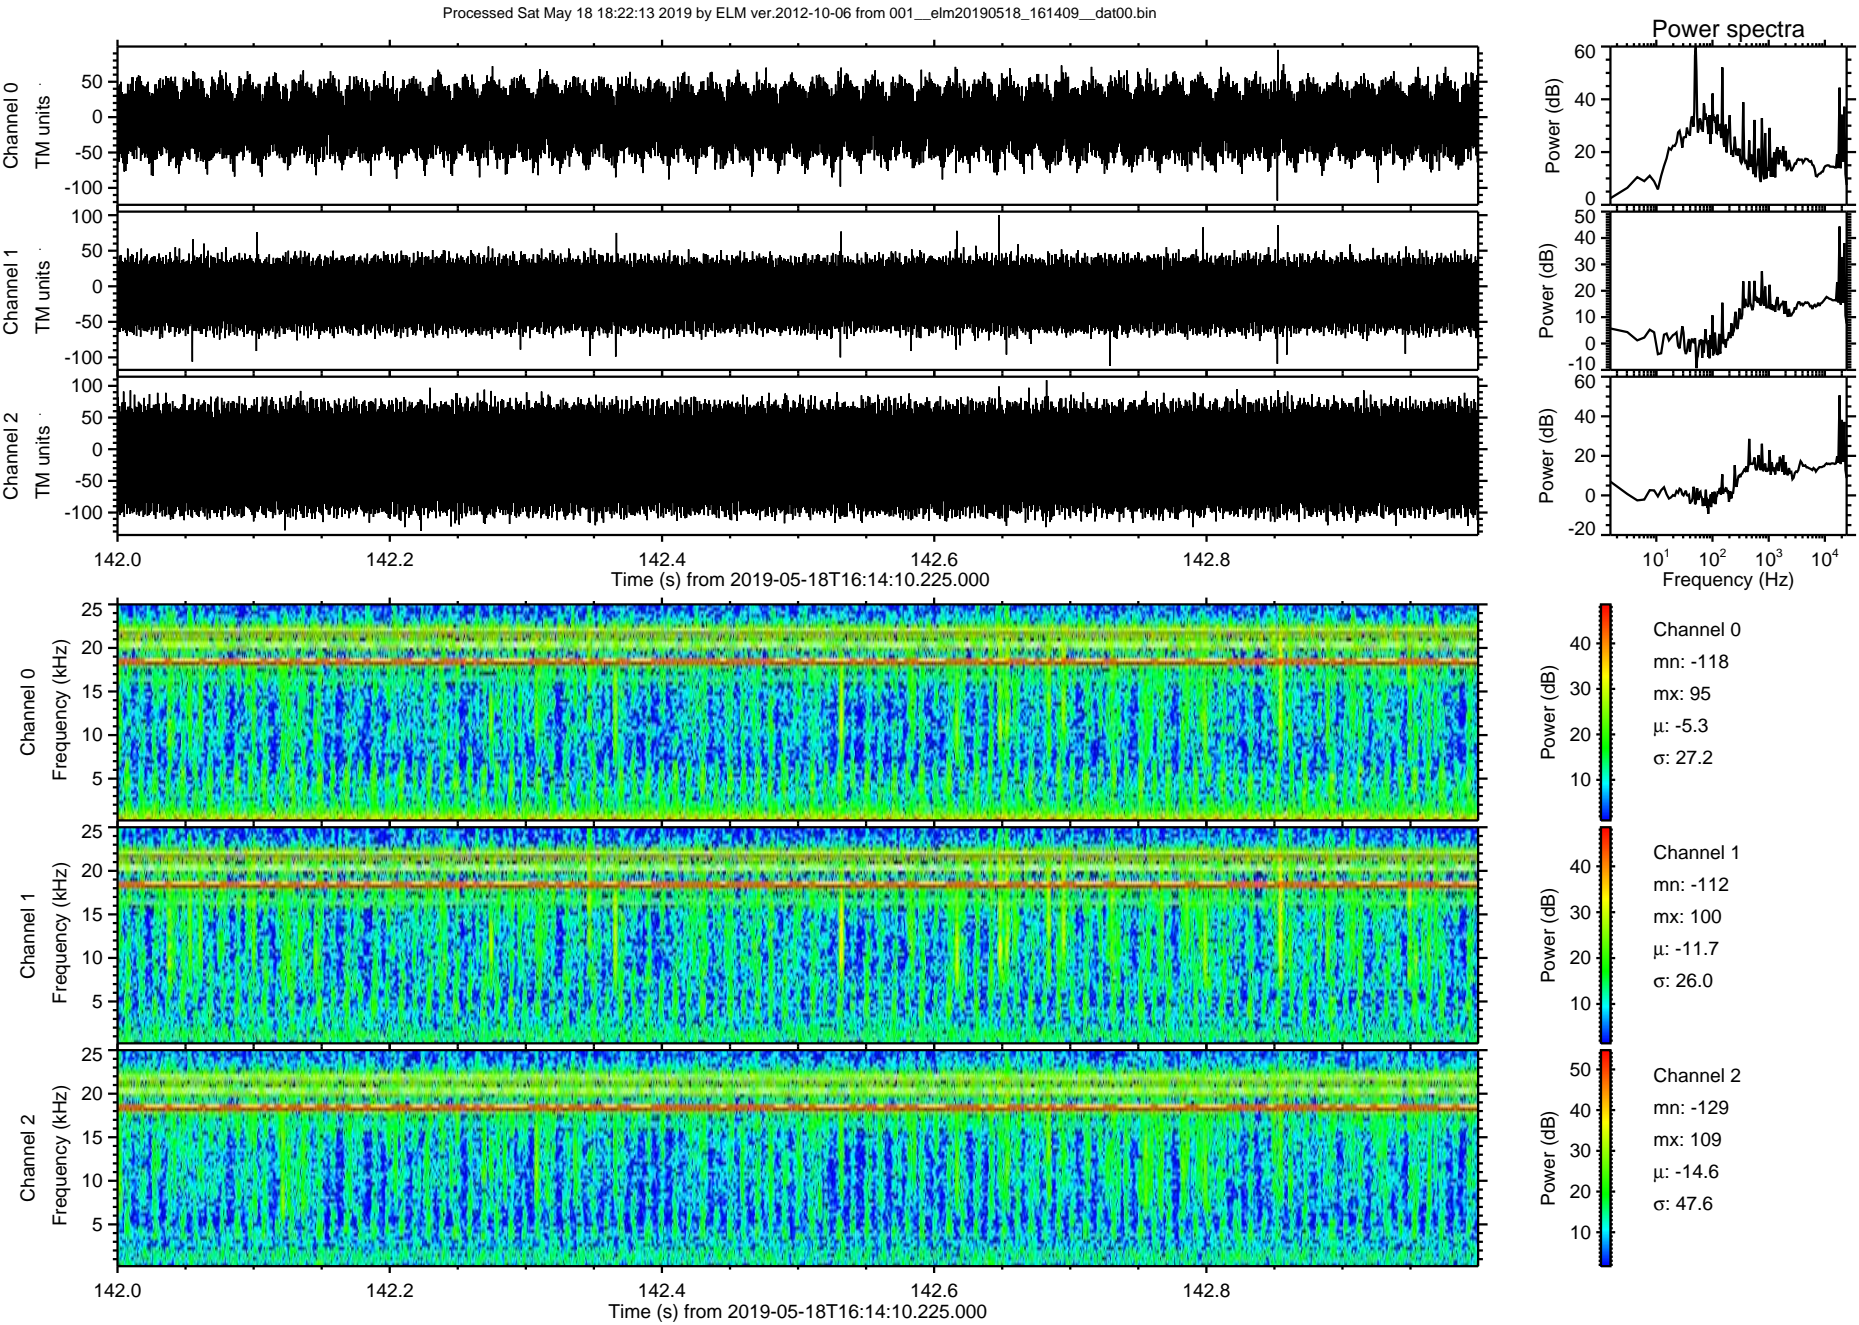 Processed Sat May 18 18:22:13 2019 by ELM ver.2012-10-06 from 001__elm20190518_161409__dat00.bin
Power spectra
Channel 0
TM units
50
0
-50
-100
Power (dB)
60
40
20
0
Channel 1
TM units
100
50
0
-50
-100
Power (dB)
50
40
30
20
10
0
-10
Channel 2
TM units
100
50
0
-50
-100
Power (dB)
60
40
20
0
-20
142.0
142.2
142.4
142.6
142.8
Time (s) from 2019-05-18T16:14:10.225.000
10^1
10^2
10^3
10^4
Frequency (Hz)
Channel 0
Frequency (kHz)
25
20
15
10
5
Power (dB)
40
30
20
10
Channel 0
mn: -118
mx: 95
μ: -5.3
σ: 27.2
Channel 1
Frequency (kHz)
25
20
15
10
5
Power (dB)
40
30
20
10
Channel 1
mn: -112
mx: 100
μ: -11.7
σ: 26.0
Channel 2
Frequency (kHz)
25
20
15
10
5
Power (dB)
50
40
30
20
10
Channel 2
mn: -129
mx: 109
μ: -14.6
σ: 47.6
142.0
142.2
142.4
142.6
142.8
Time (s) from 2019-05-18T16:14:10.225.000